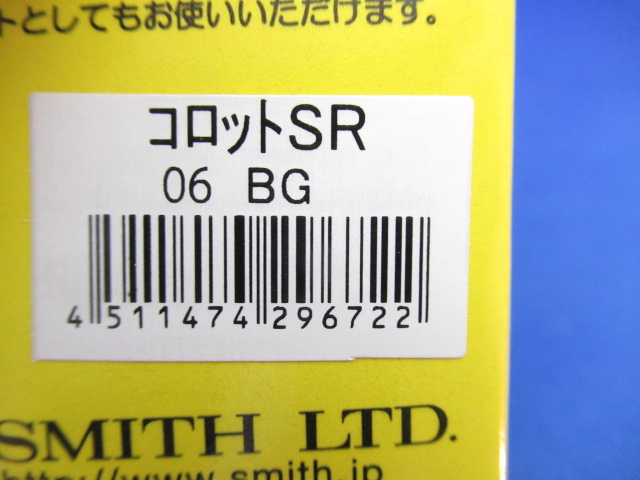 トとしてもお使いいただけます。
コロットSR
06 BG
4 511474 296722
SMITH LTD.
http://www.smith.jp